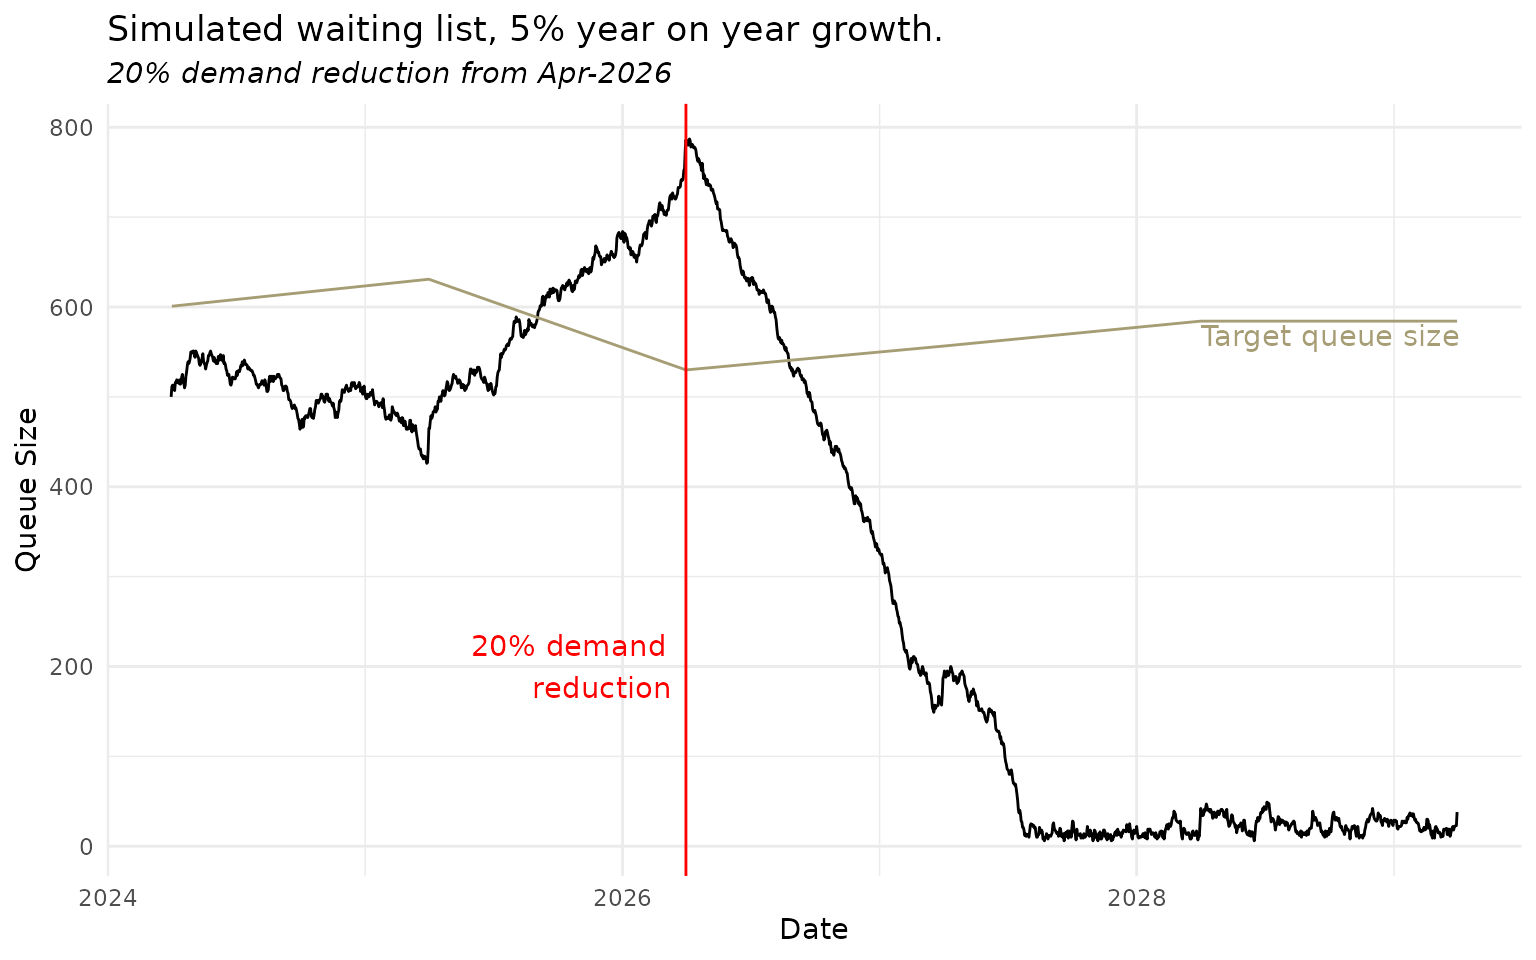 Simulated waiting list, 5% year on year growth.
20% demand reduction from Apr-2026
800
600
400
200
0
Queue Size
Target queue size
20% demand
reduction
2024
2026
2028
Date